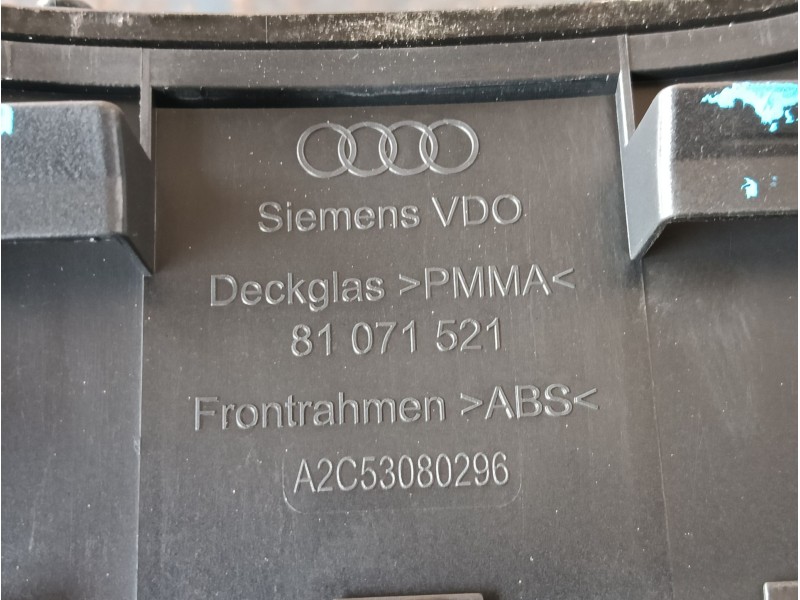 Siemens VDO
Deckglas >PMMA<
81 071 521
Frontrahmen >ABS<
A2C53080296